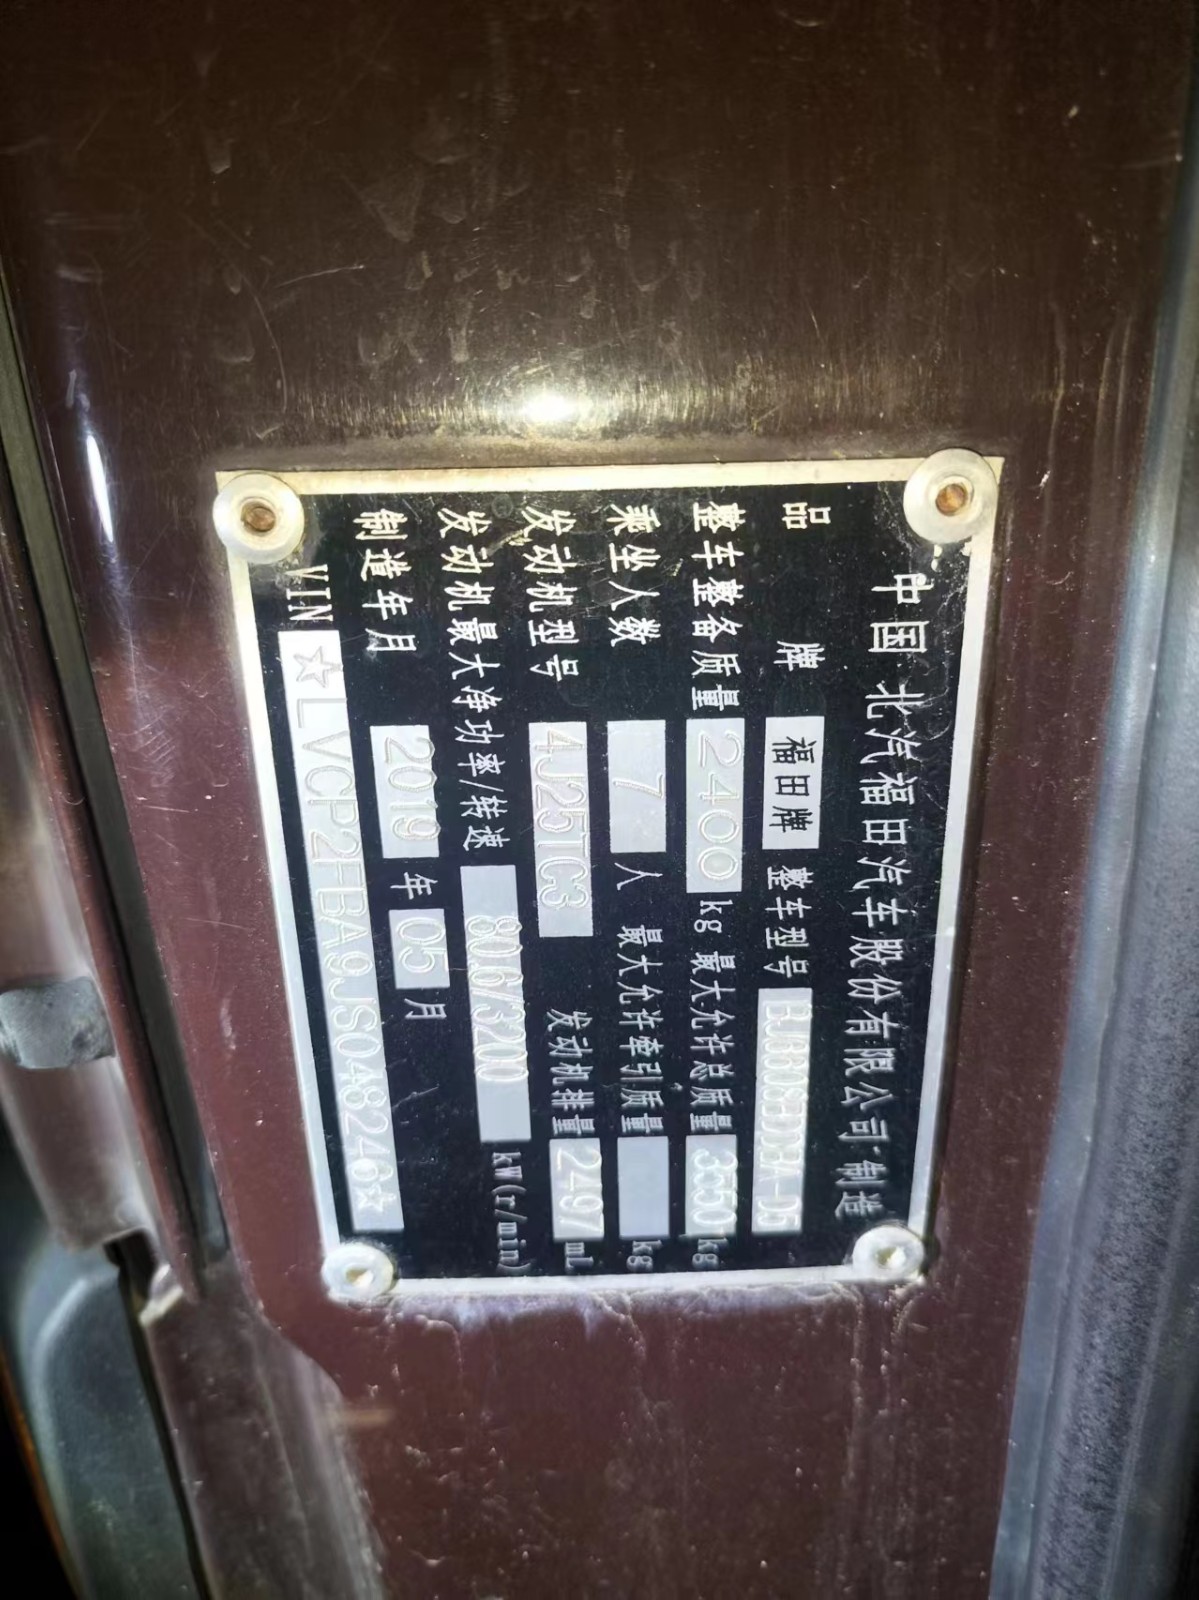 中国北汽福田汽车股份有限公司制造
品 牌 福田牌 整车型号
整车整备质量 2400 kg 最大允许总质量 3350 kg
乘坐人数 7 人 最大允许牵引质量 kg
发动机型号 4J25TC3 发动机排量 2497 mL
发动机最大净功率/转速 80.6/3200 kW(r/min)
制造年月 2019 年 05 月
VIN ☆LVCP2FBA9JS048246☆